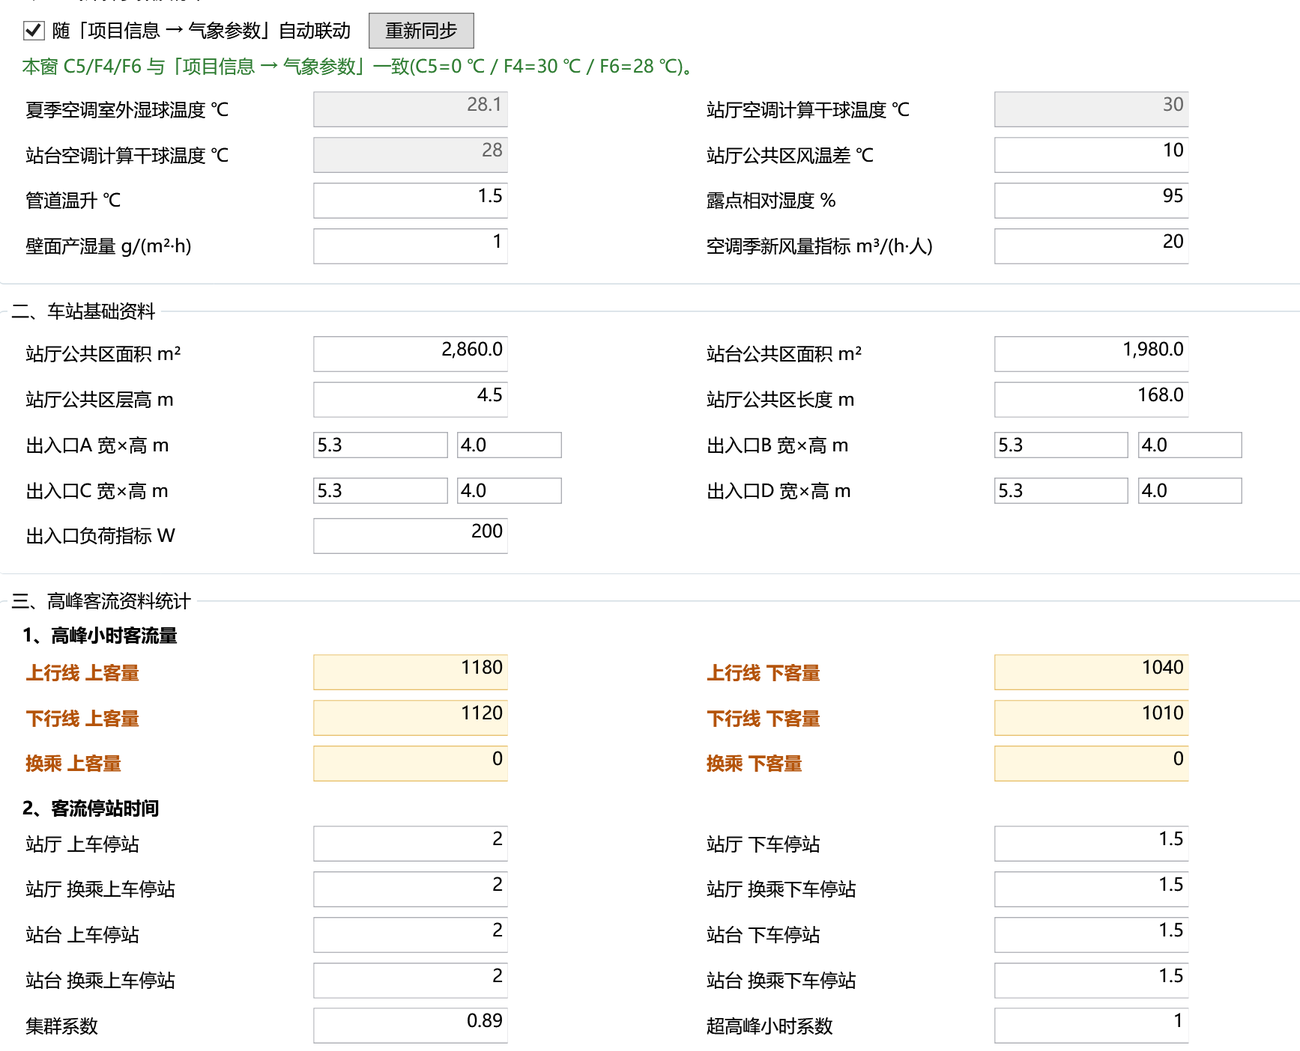 随「项目信息 → 气象参数」自动联动 重新同步
本窗 C5/F4/F6 与「项目信息 → 气象参数」一致(C5=0 ℃ / F4=30 ℃ / F6=28 ℃)。
夏季空调室外湿球温度 ℃ 28.1 站厅空调计算干球温度 ℃ 30
站台空调计算干球温度 ℃ 28 站厅公共区风温差 ℃ 10
管道温升 ℃ 1.5 露点相对湿度 % 95
壁面产湿量 g/(m²·h) 1 空调季新风量指标 m³/(h·人) 20
二、车站基础资料
站厅公共区面积 m² 2,860.0 站台公共区面积 m² 1,980.0
站厅公共区层高 m 4.5 站厅公共区长度 m 168.0
出入口A 宽×高 m 5.3 4.0 出入口B 宽×高 m 5.3 4.0
出入口C 宽×高 m 5.3 4.0 出入口D 宽×高 m 5.3 4.0
出入口负荷指标 W 200
三、高峰客流资料统计
1、高峰小时客流量
上行线 上客量 1180 上行线 下客量 1040
下行线 上客量 1120 下行线 下客量 1010
换乘 上客量 0 换乘 下客量 0
2、客流停站时间
站厅 上车停站 2 站厅 下车停站 1.5
站厅 换乘上车停站 2 站厅 换乘下车停站 1.5
站台 上车停站 2 站台 下车停站 1.5
站台 换乘上车停站 2 站台 换乘下车停站 1.5
集群系数 0.89 超高峰小时系数 1